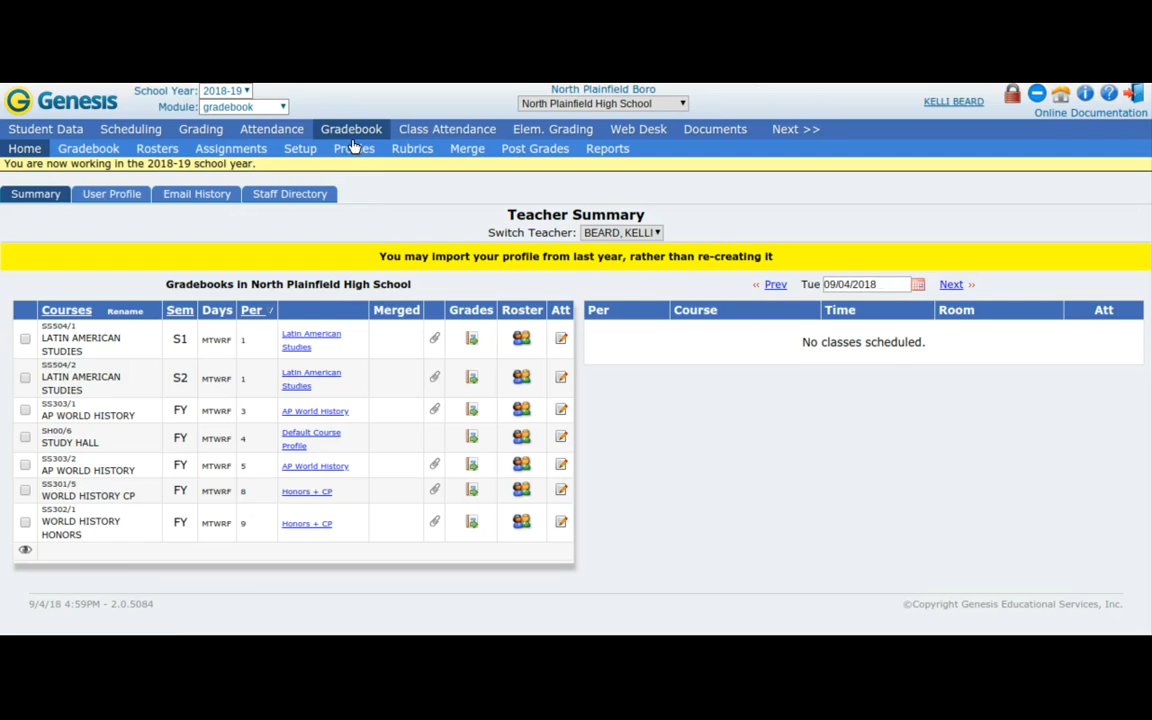 Genesis
School Year: 2018-19
Module: gradebook
North Plainfield Boro
North Plainfield High School
KELLI BEARD
Online Documentation
Student Data Scheduling Grading Attendance Gradebook Class Attendance Elem. Grading Web Desk Documents Next >>
Home Gradebook Rosters Assignments Setup Profiles Rubrics Merge Post Grades Reports
You are now working in the 2018-19 school year.
Summary User Profile Email History Staff Directory
Teacher Summary
Switch Teacher: BEARD, KELLI
You may import your profile from last year, rather than re-creating it
Gradebooks in North Plainfield High School
« Prev Tue 09/04/2018 Next »
Courses Rename Sem Days Per / Merged Grades Roster Att
SS504/1
LATIN AMERICAN
STUDIES
S1 MTWRF 1
Latin American
Studies
SS504/2
LATIN AMERICAN
STUDIES
S2 MTWRF 1
Latin American
Studies
SS303/1
AP WORLD HISTORY
FY MTWRF 3 AP World History
SH00/6
STUDY HALL
FY MTWRF 4
Default Course
Profile
SS303/2
AP WORLD HISTORY
FY MTWRF 5 AP World History
SS301/5
WORLD HISTORY CP
FY MTWRF 8 Honors + CP
SS302/1
WORLD HISTORY
HONORS
FY MTWRF 9 Honors + CP
Per Course Time Room Att
No classes scheduled.
9/4/18 4:59PM - 2.0.5084
©Copyright Genesis Educational Services, Inc.